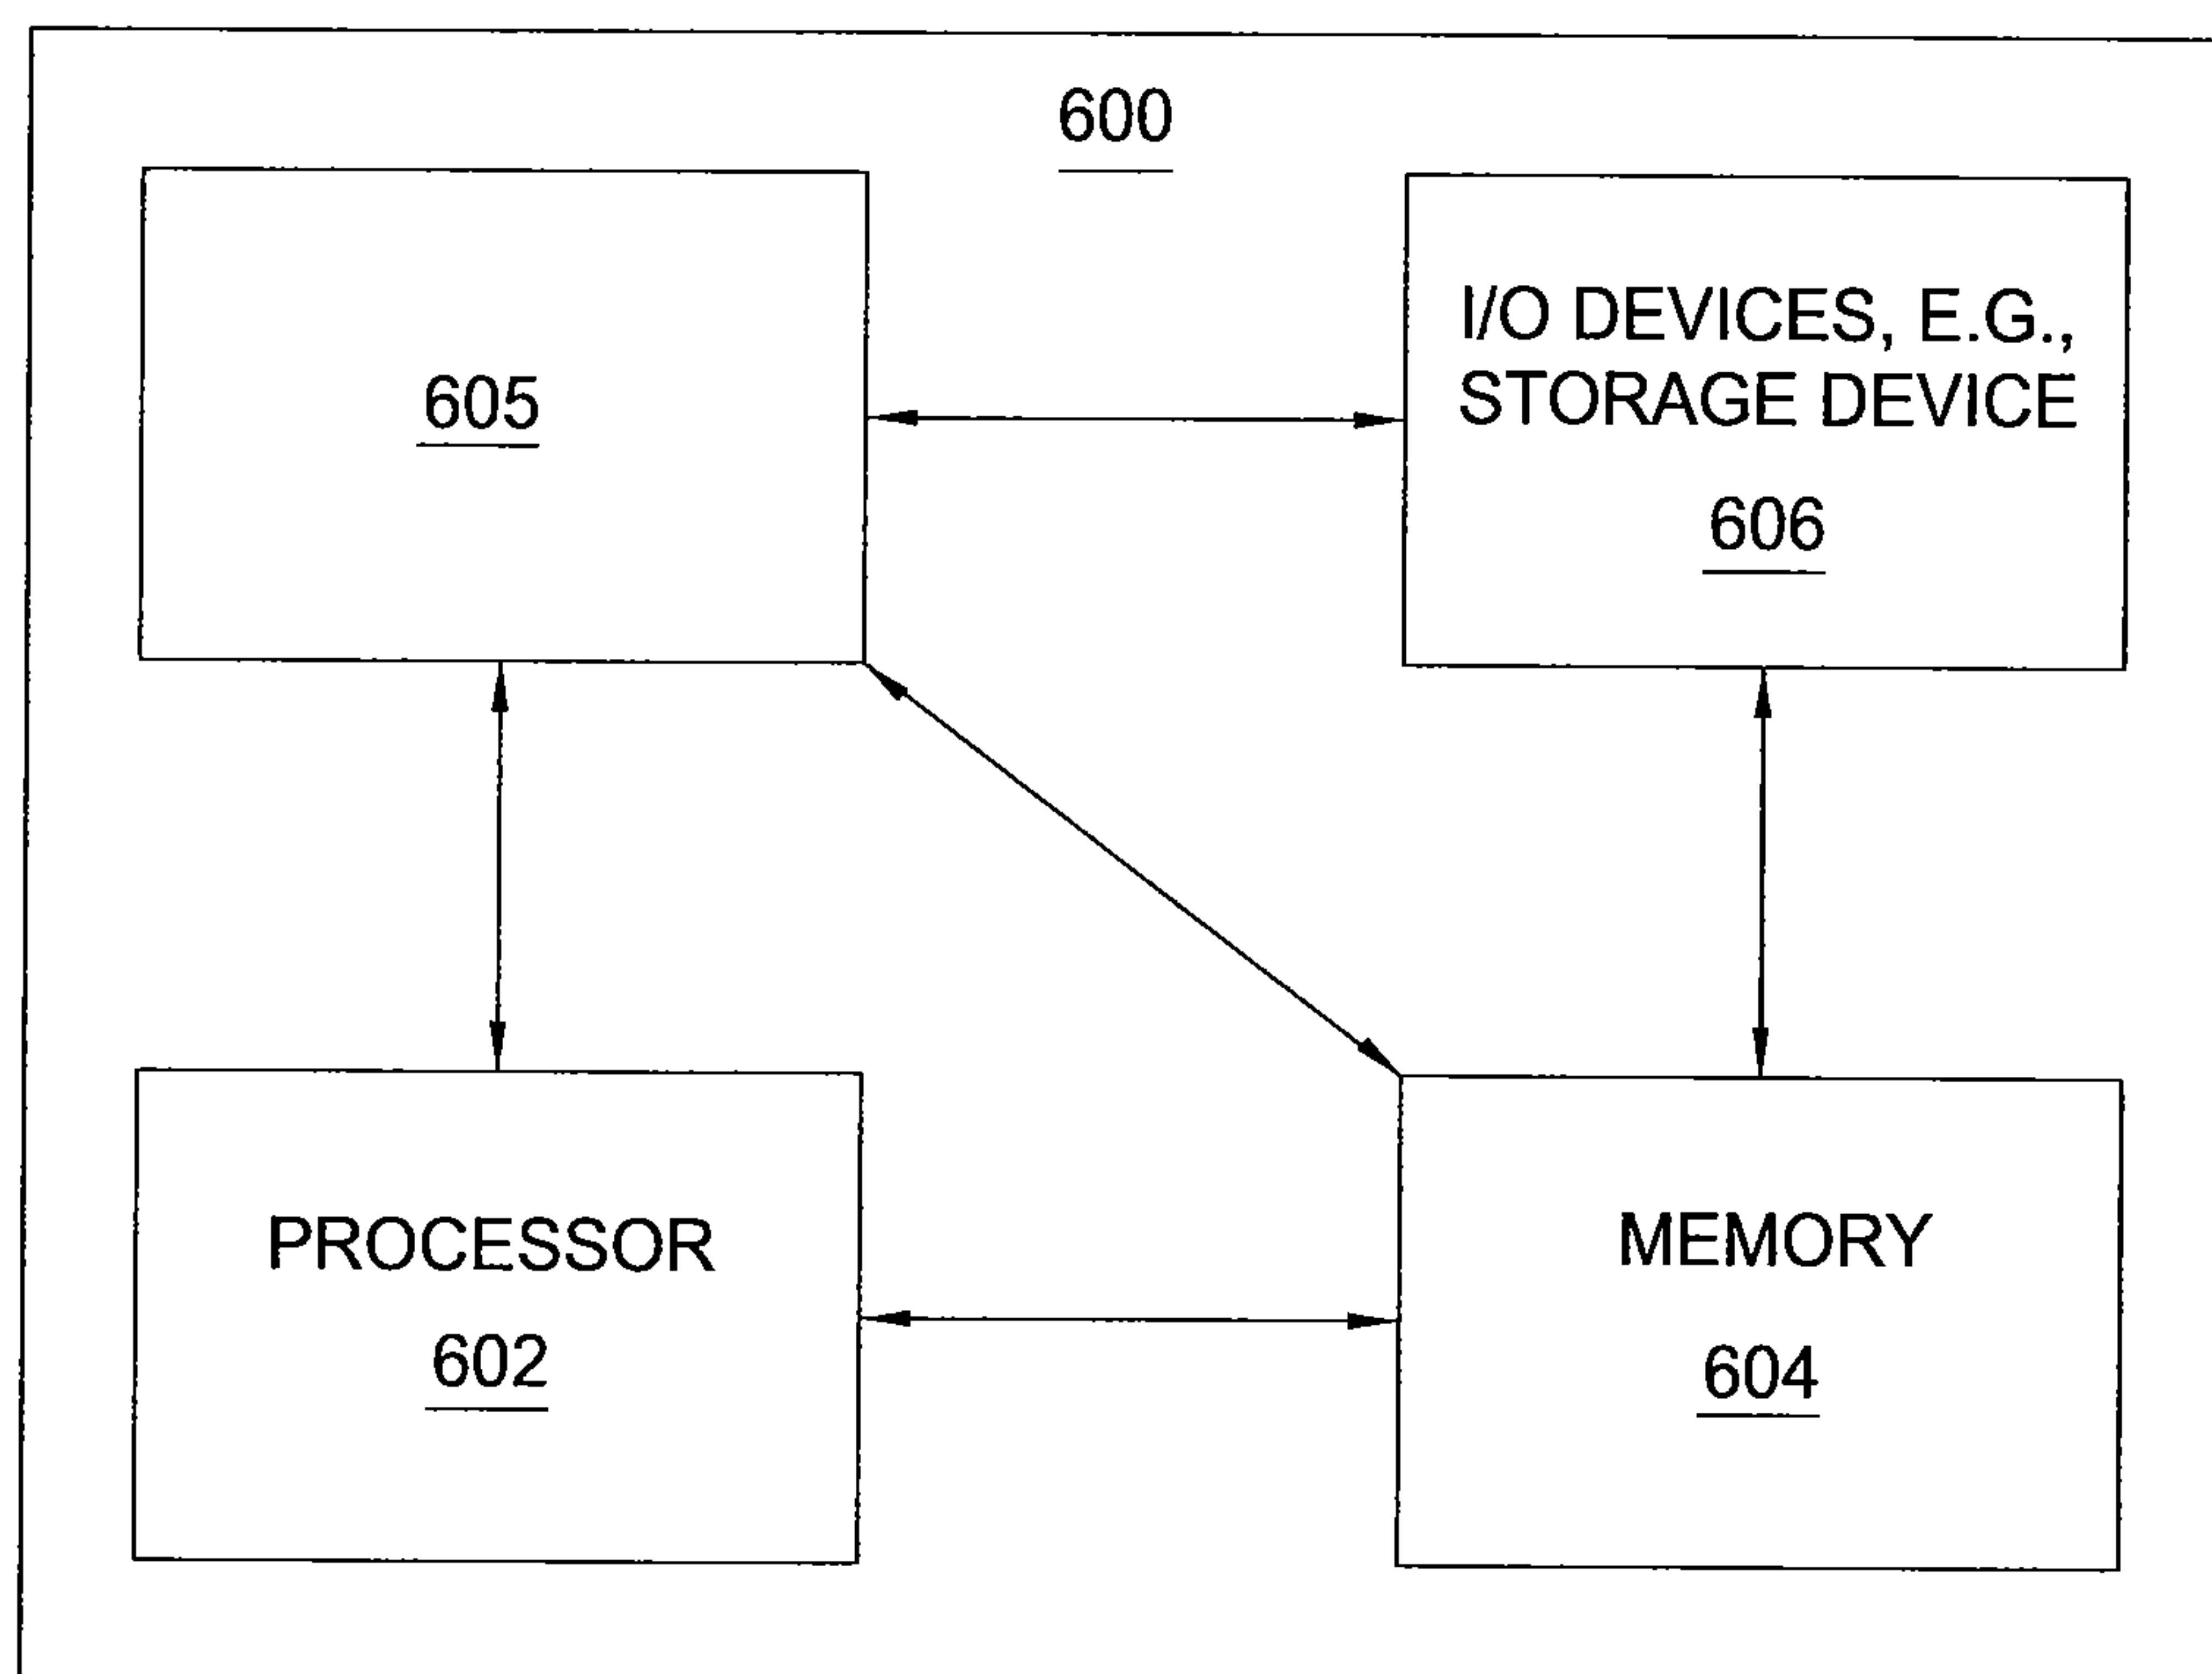 600
605
I/O DEVICES, E.G.,
STORAGE DEVICE
606
PROCESSOR
602
MEMORY
604